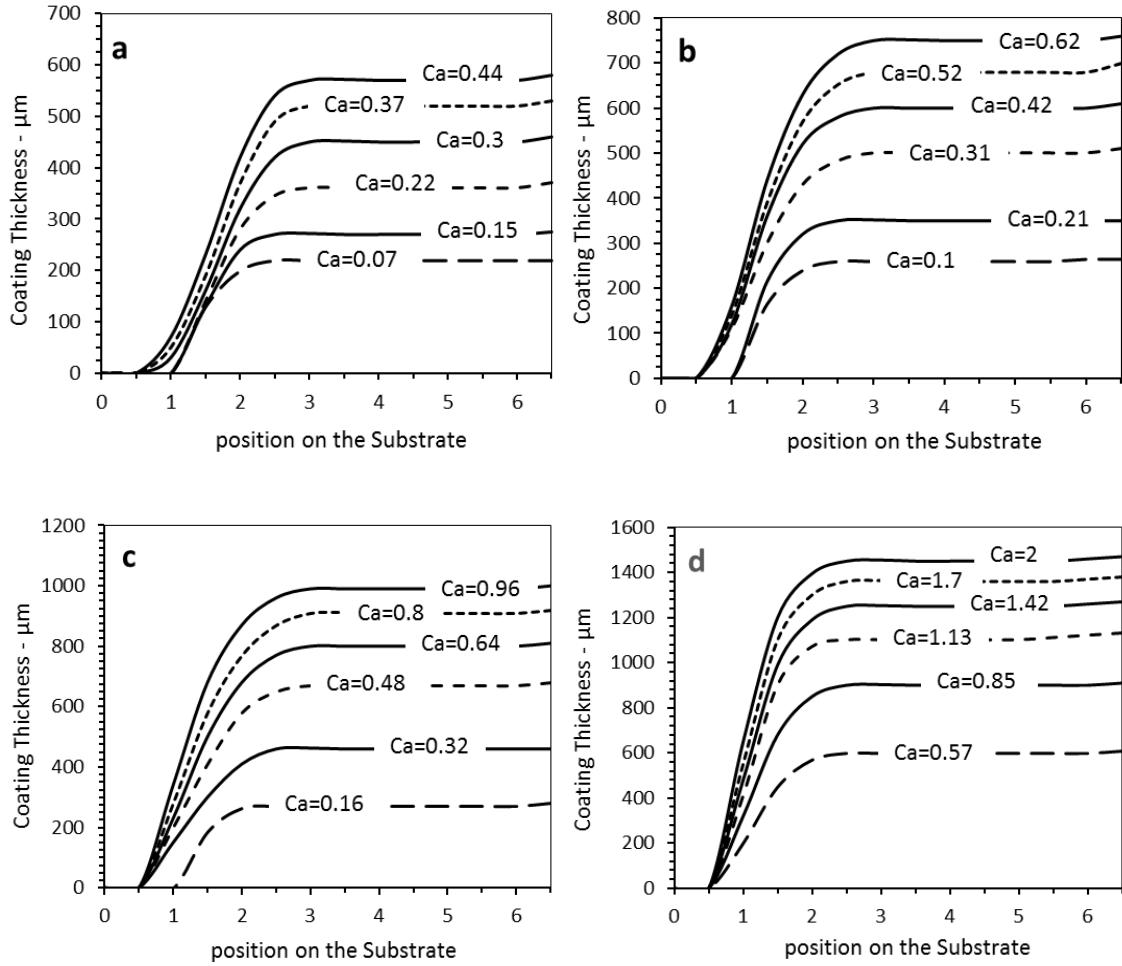 a
Coating Thickness - µm
700
600
500
400
300
200
100
0
Ca=0.44
Ca=0.37
Ca=0.3
Ca=0.22
Ca=0.15
Ca=0.07
0 1 2 3 4 5 6
position on the Substrate
b
Coating Thickness - µm
800
700
600
500
400
300
200
100
0
Ca=0.62
Ca=0.52
Ca=0.42
Ca=0.31
Ca=0.21
Ca=0.1
0 1 2 3 4 5 6
position on the Substrate
c
Coating Thickness - µm
1200
1000
800
600
400
200
0
Ca=0.96
Ca=0.8
Ca=0.64
Ca=0.48
Ca=0.32
Ca=0.16
0 1 2 3 4 5 6
position on the Substrate
d
Coating Thickness - µm
1600
1400
1200
1000
800
600
400
200
0
Ca=2
Ca=1.7
Ca=1.42
Ca=1.13
Ca=0.85
Ca=0.57
0 1 2 3 4 5 6
position on the Substrate